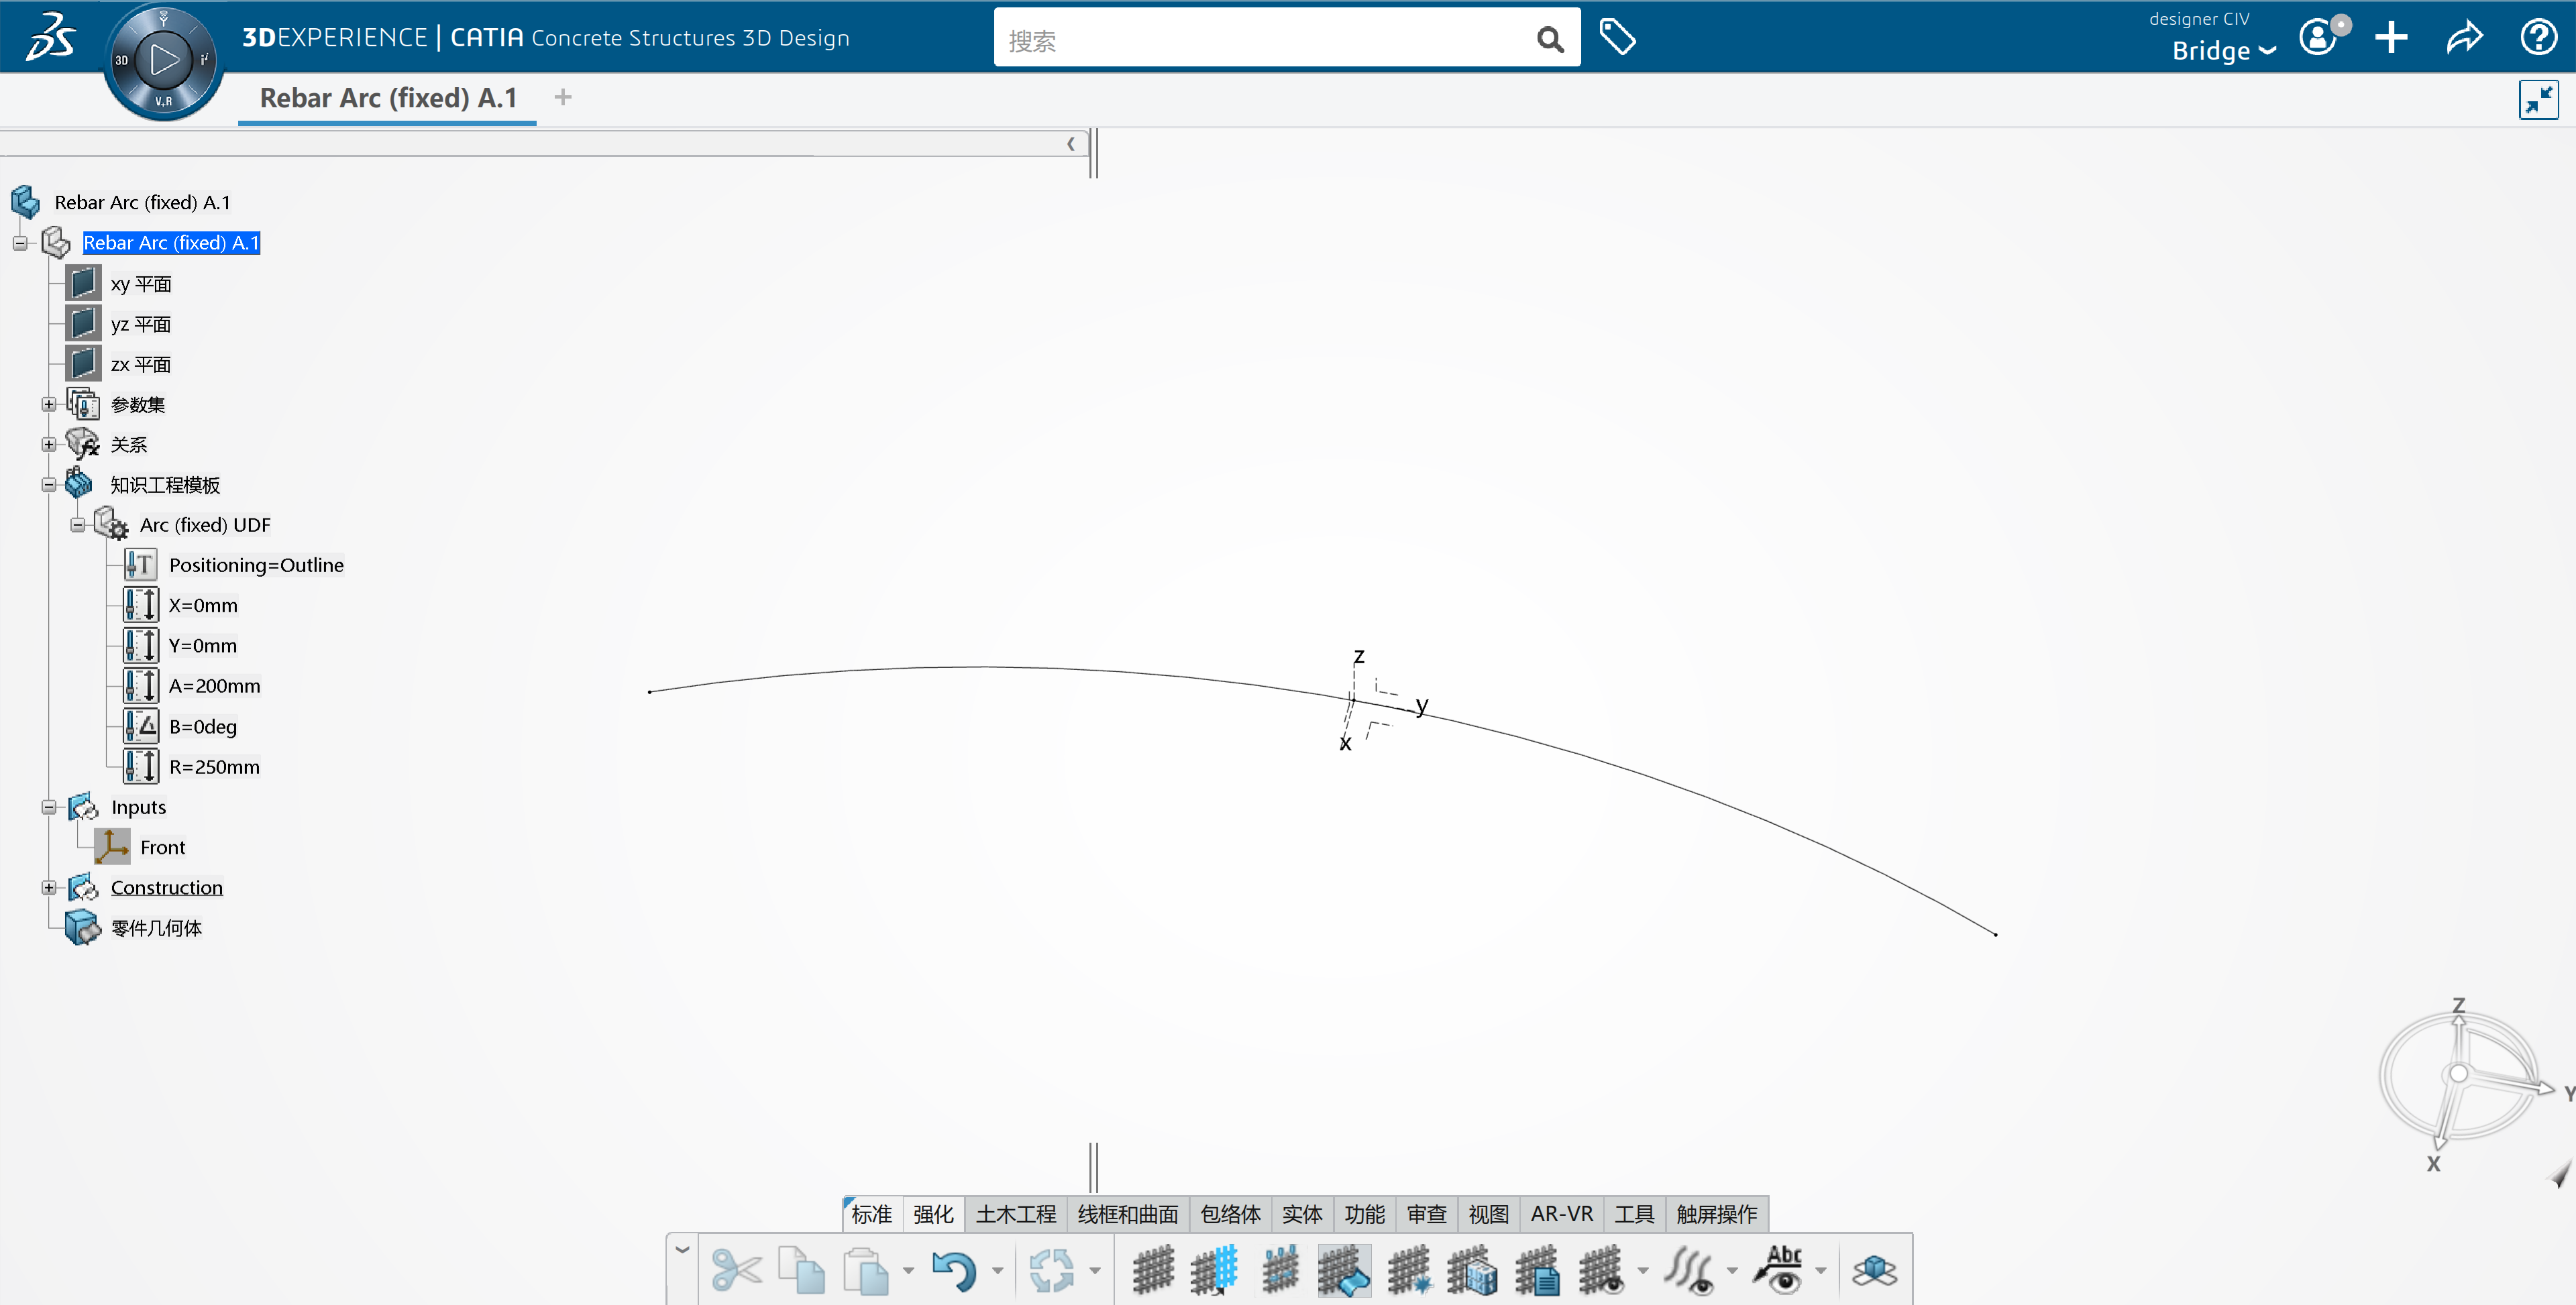 3DEXPERIENCE | CATIA Concrete Structures 3D Design
搜索
designer CIV
Bridge
3D
V,R
Rebar Arc (fixed) A.1
Rebar Arc (fixed) A.1
Rebar Arc (fixed) A.1
xy 平面
yz 平面
zx 平面
参数集
关系
知识工程模板
Arc (fixed) UDF
Positioning=Outline
X=0mm
Y=0mm
A=200mm
B=0deg
R=250mm
Inputs
Front
Construction
零件几何体
z
y
x
Z
Y
X
标准 强化 土木工程 线框和曲面 包络体 实体 功能 审查 视图 AR-VR 工具 触屏操作
Abc